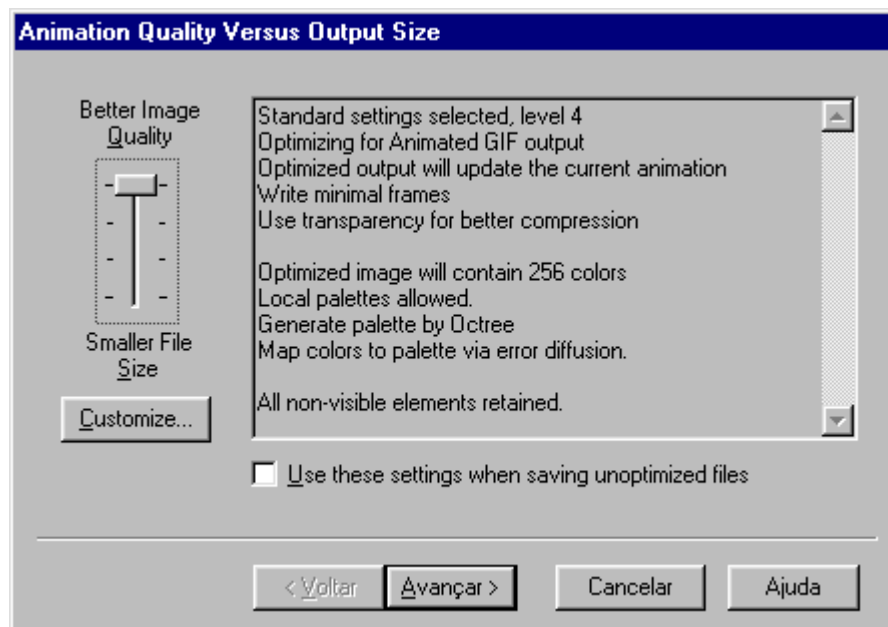 Animation Quality Versus Output Size
Better Image
Quality
Smaller File
Size
Customize...
Standard settings selected, level 4
Optimizing for Animated GIF output
Optimized output will update the current animation
Write minimal frames
Use transparency for better compression
Optimized image will contain 256 colors
Local palettes allowed.
Generate palette by Octree
Map colors to palette via error diffusion.
All non-visible elements retained.
Use these settings when saving unoptimized files
< Voltar
Avançar >
Cancelar
Ajuda